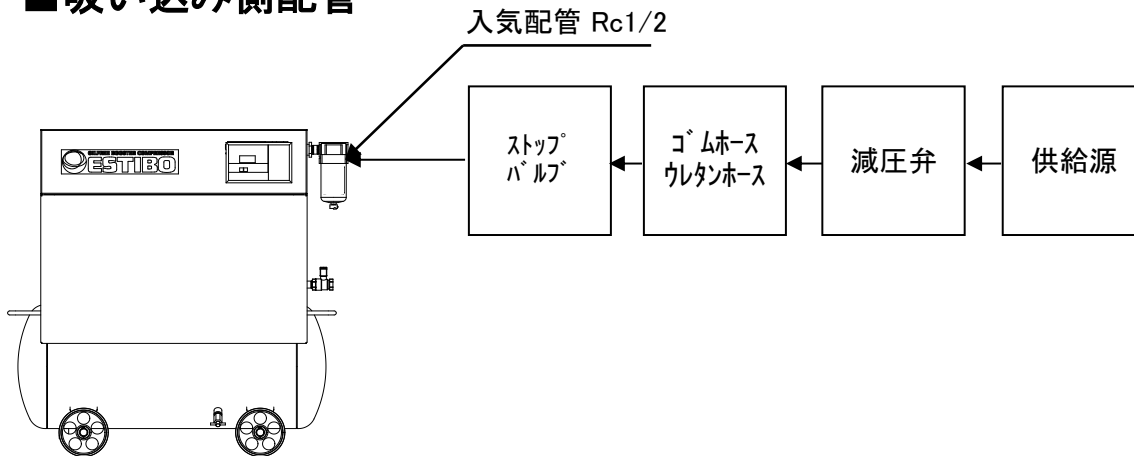 ■吸い込み側配管
入気配管 Rc1/2
ストップ
バルブ
ゴムホース
ウレタンホース
減圧弁
供給源
ESTIBO